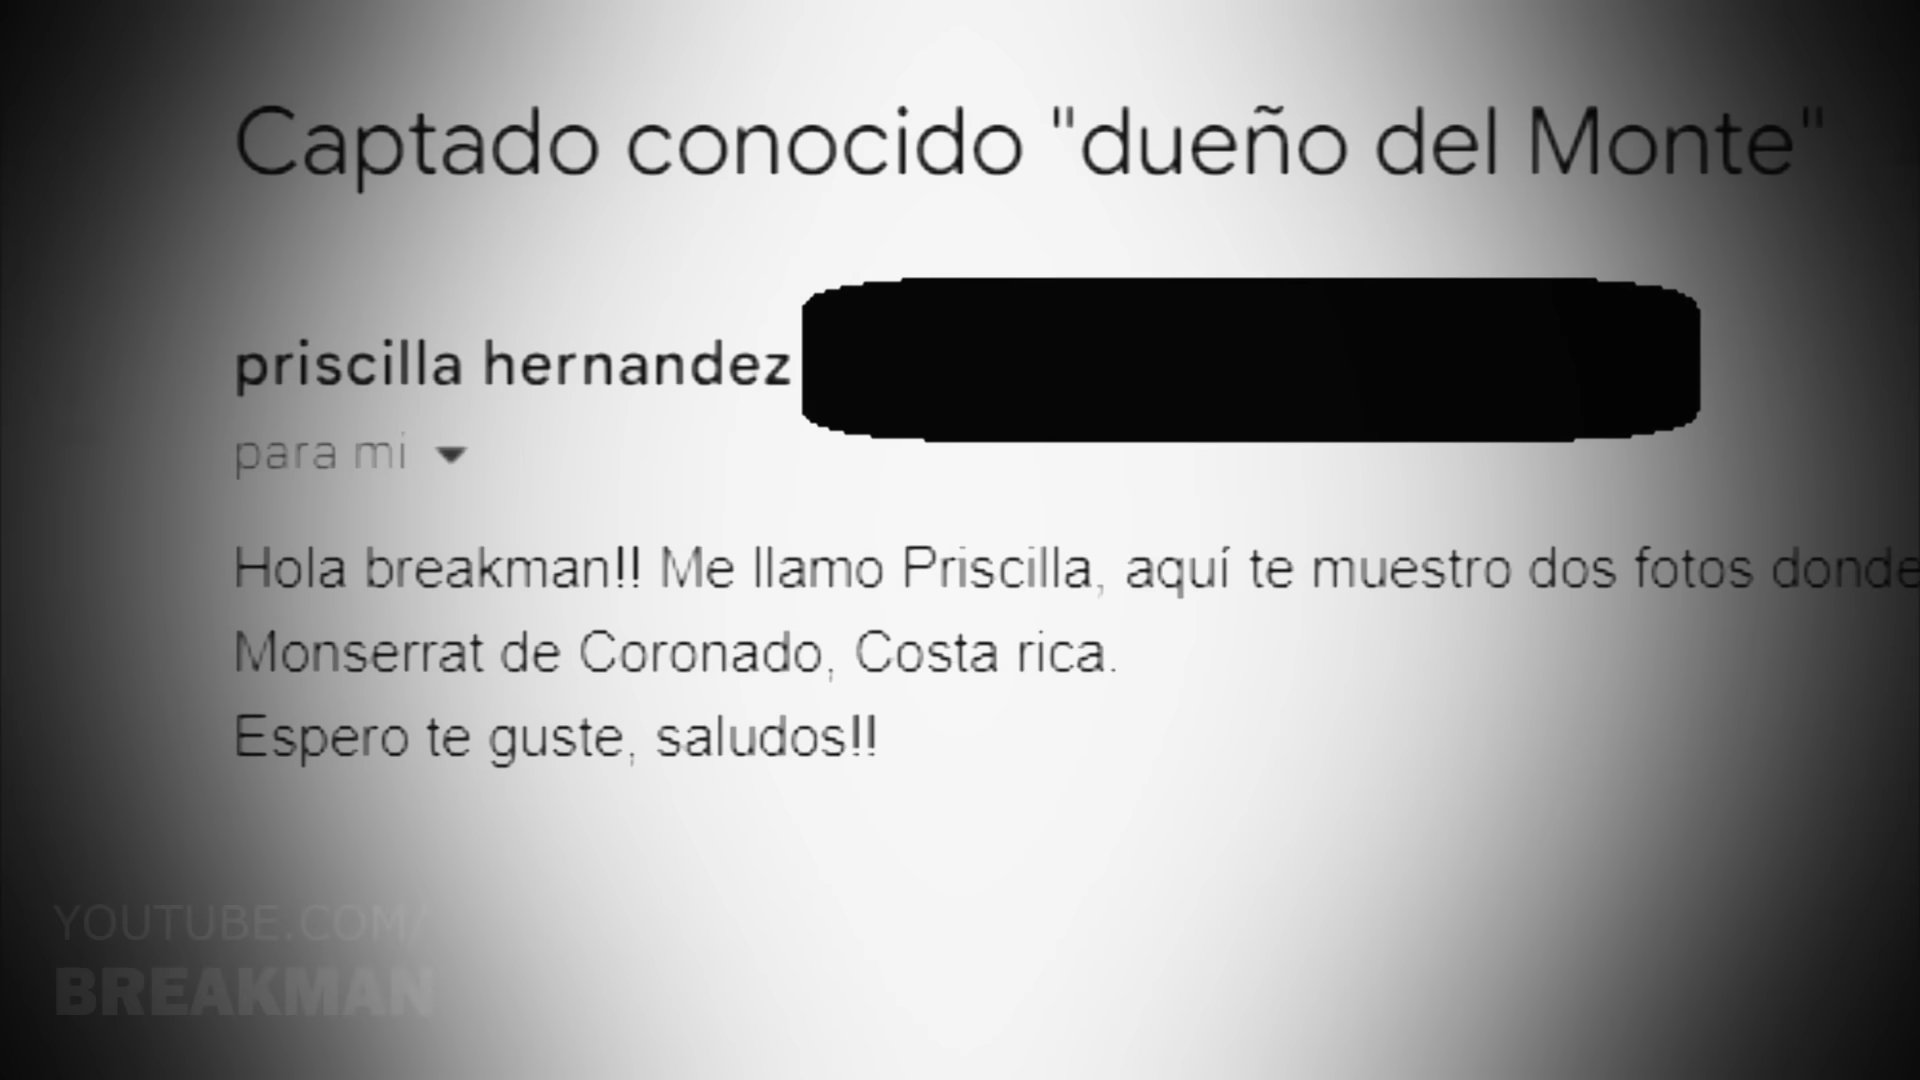 Captado conocido "dueño del Monte"
priscilla hernandez
para mi
Hola breakman!! Me llamo Priscilla, aquí te muestro dos fotos donde
Monserrat de Coronado, Costa rica.
Espero te guste, saludos!!
YOUTUBE.COM/
BREAKMAN